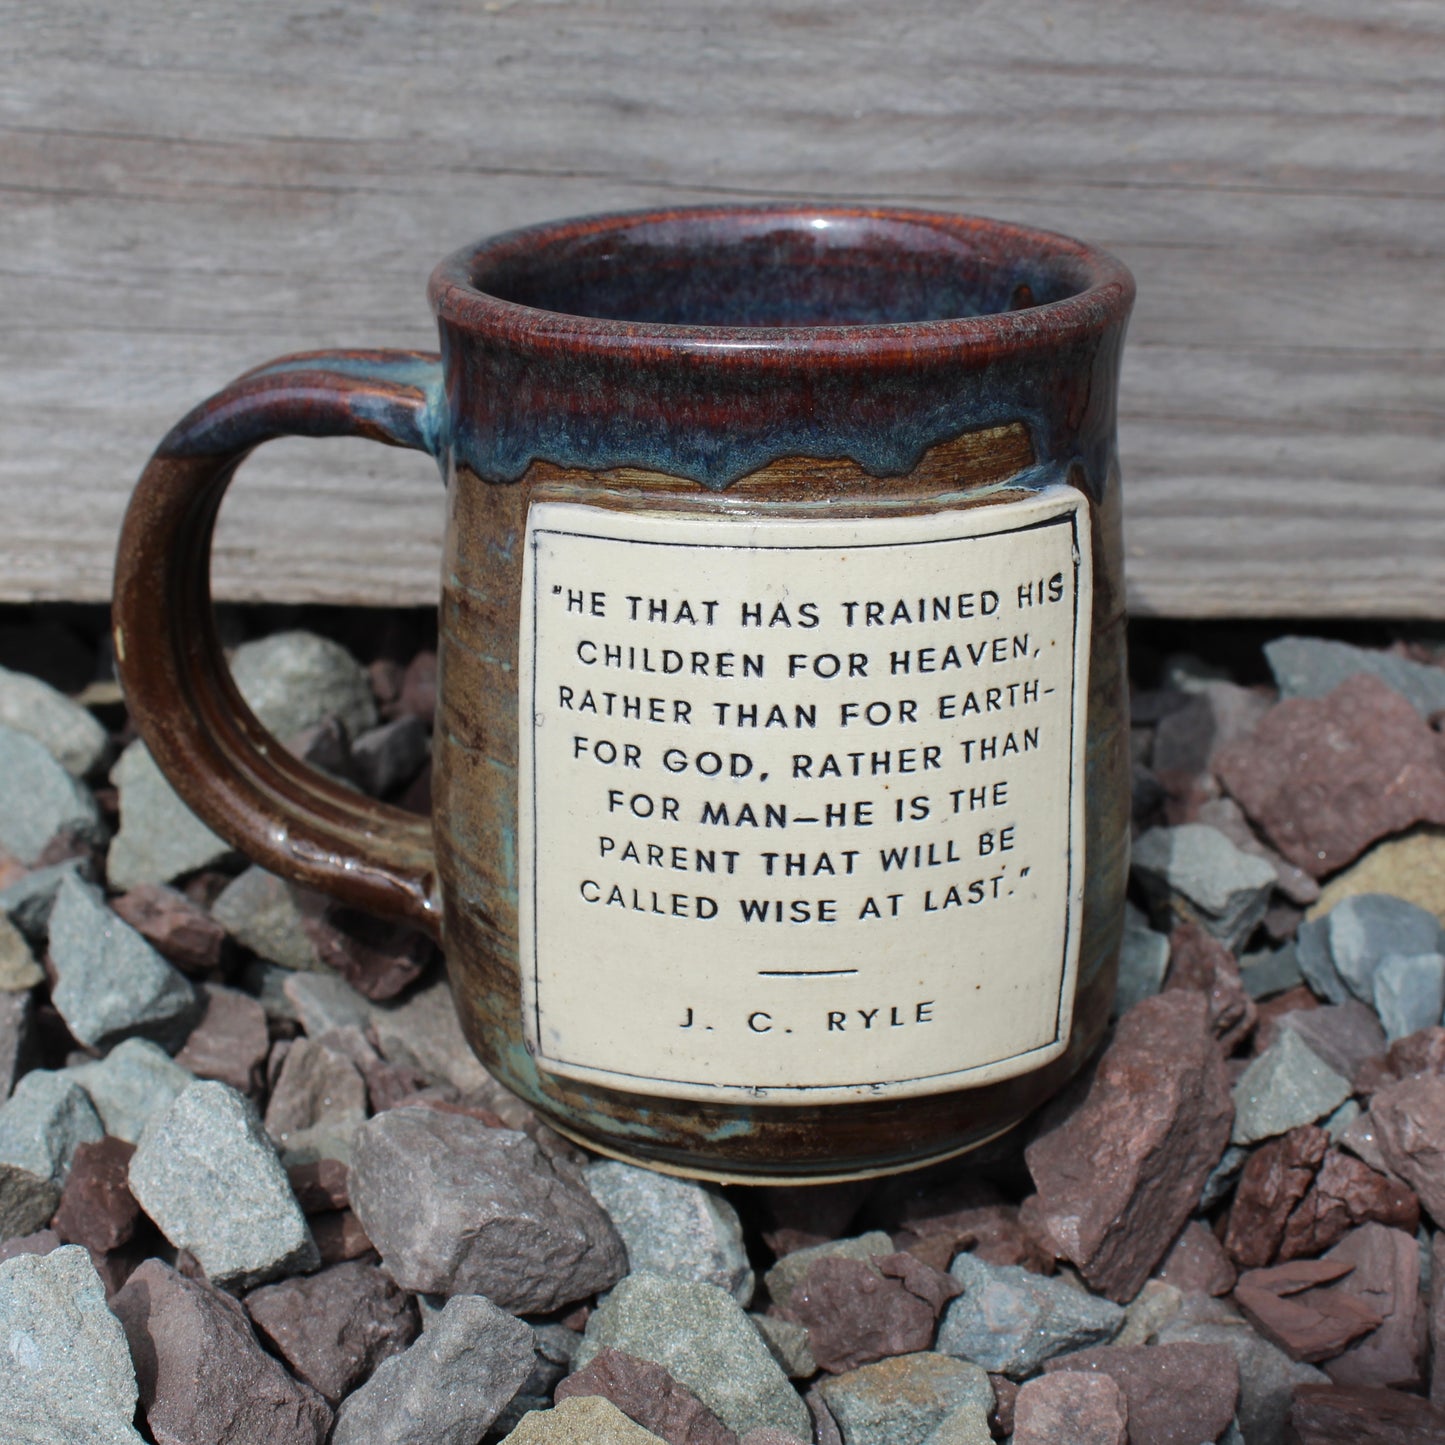 "HE THAT HAS TRAINED HIS
CHILDREN FOR HEAVEN,
RATHER THAN FOR EARTH-
FOR GOD, RATHER THAN
FOR MAN—HE IS THE
PARENT THAT WILL BE
CALLED WISE AT LAST."
J. C. RYLE